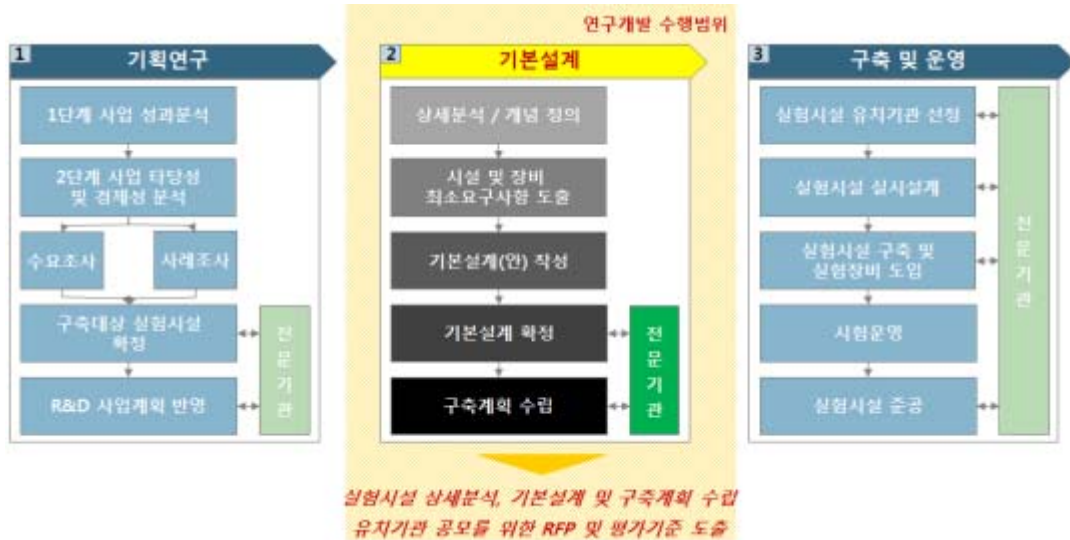 연구개발 수행범위
1 기획연구
1단계 사업 성과분석
2단계 사업 타당성
및 경제성 분석
수요조사
사례조사
구축대상 실험시설
확정
R&D 사업계획 반영
전
문
기
관
2 기본설계
상세분석 / 개념 정의
시설 및 장비
최소요구사항 도출
기본설계(안) 작성
기본설계 확정
구축계획 수립
전
문
기
관
3 구축 및 운영
실험시설 유치기관 선정
실험시설 실시설계
실험시설 구축 및
실험장비 도입
시험운영
실험시설 준공
전
문
기
관
실험시설 상세분석, 기본설계 및 구축계획 수립
유치기관 공모를 위한 RFP 및 평가기준 도출